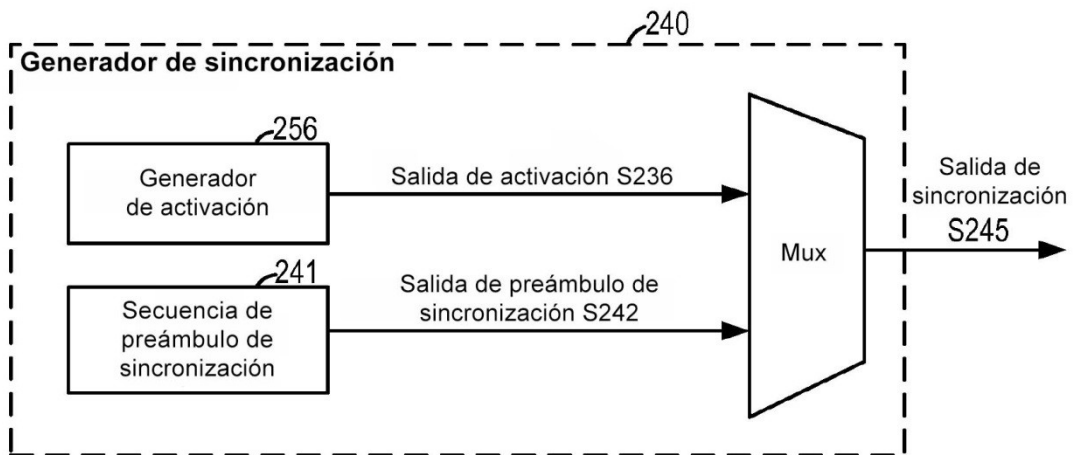 240
Generador de sincronización
256
Generador
de activación
Salida de activación S236
241
Secuencia de
preámbulo de
sincronización
Salida de preámbulo de
sincronización S242
Mux
Salida de
sincronización
S245